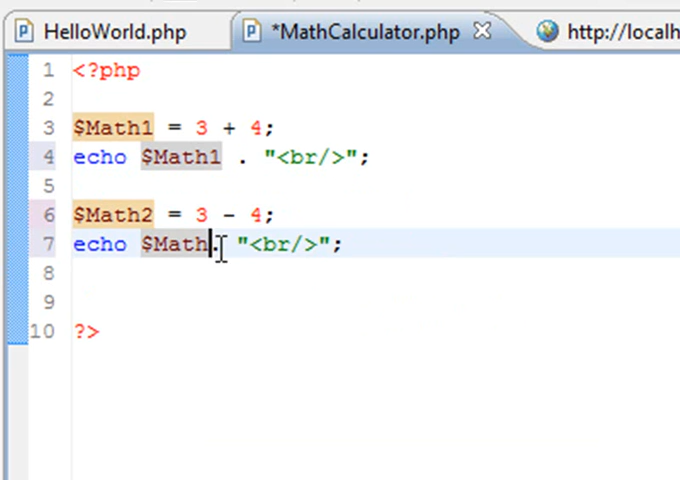 HelloWorld.php
*MathCalculator.php
http://localh
1 <?php
2
3 $Math1 = 3 + 4;
4 echo $Math1 . "<br/>";
5
6 $Math2 = 3 - 4;
7 echo $Math. "<br/>";
8
9
10 ?>